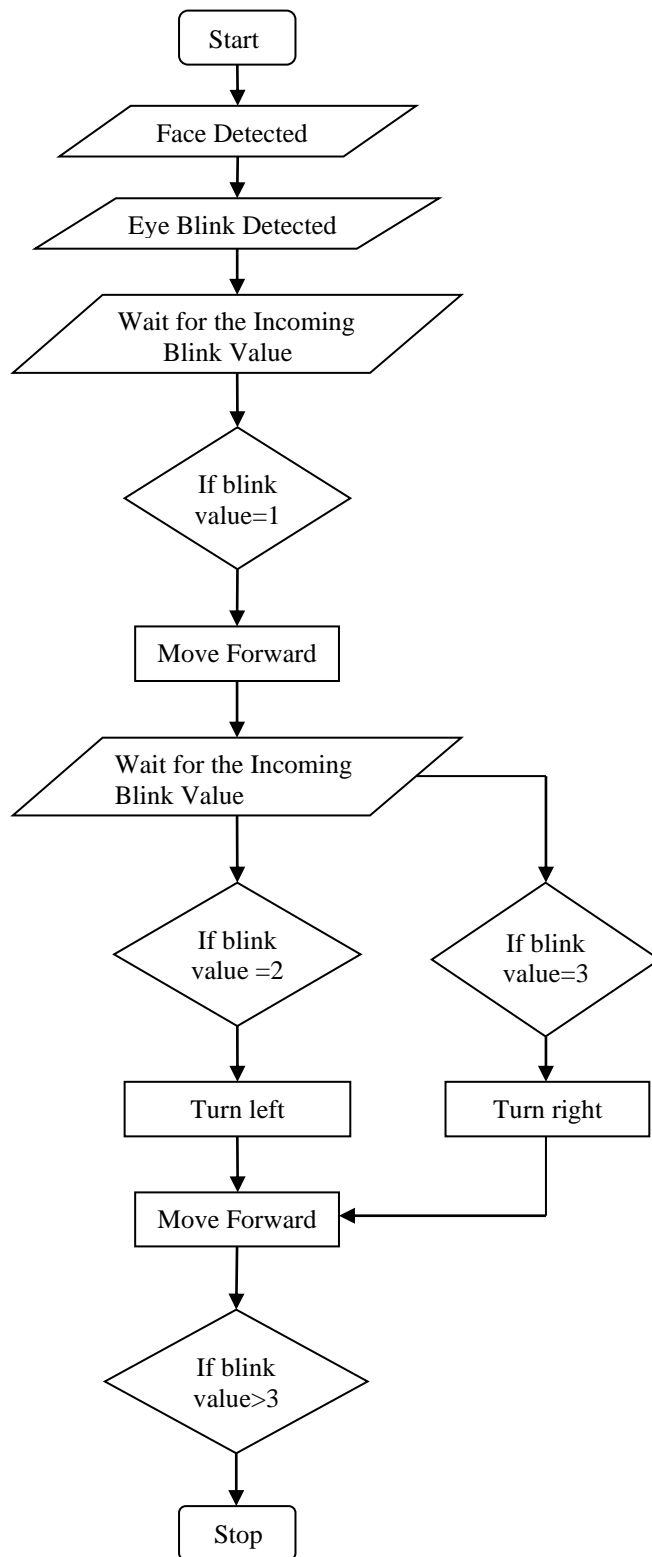 Start
Face Detected
Eye Blink Detected
Wait for the Incoming
Blink Value
If blink
value=1
Move Forward
Wait for the Incoming
Blink Value
If blink
value =2
If blink
value=3
Turn left
Turn right
Move Forward
If blink
value>3
Stop